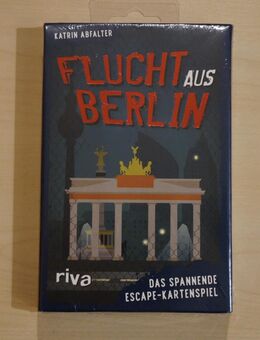 KATRIN ABFALTER
FLUCHT AUS
BERLIN
riva
DAS SPANNENDE
ESCAPE-KARTENSPIEL